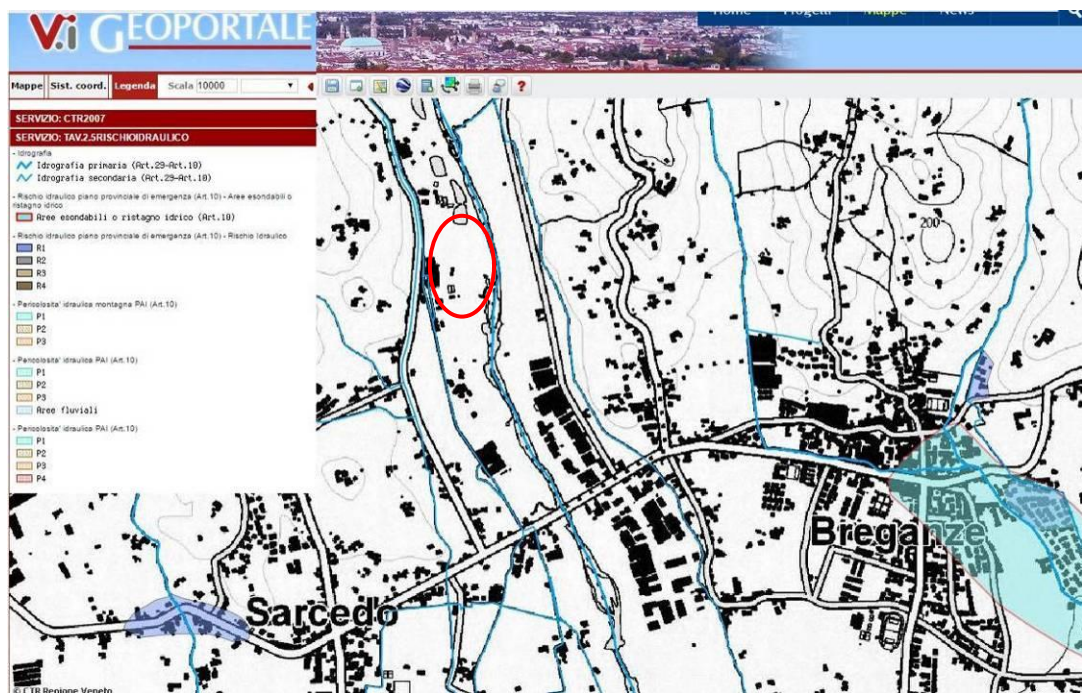 V.i GEOPORTALE
Home Progetti Mappe News
Mappe Sist. coord. Legenda Scala 10000
SERVIZIO: CTR2007
SERVIZIO: TAV.2.5RISCHIOIDRAULICO
- Idrografia
Idrografia primaria (Art.29-Art.10)
Idrografia secondaria (Art.29-Art.10)
- Rischio idraulico piano provinciale di emergenza (Art.10) - Aree esondabili o
ristagno idrico
Aree esondabili o ristagno idrico (Art.10)
- Rischio idraulico piano provinciale di emergenza (Art.10) - Rischio Idraulico
R1
R2
R3
R4
- Pericolosita' idraulica montagna PAI (Art.10)
P1
P2
P3
- Pericolosita' idraulica PAI (Art.10)
P1
P2
P3
Aree fluviali
- Pericolosita' idraulica PAI (Art.10)
P1
P2
P3
P4
200
Breganze
Sarcedo
© CTR Regione Veneto